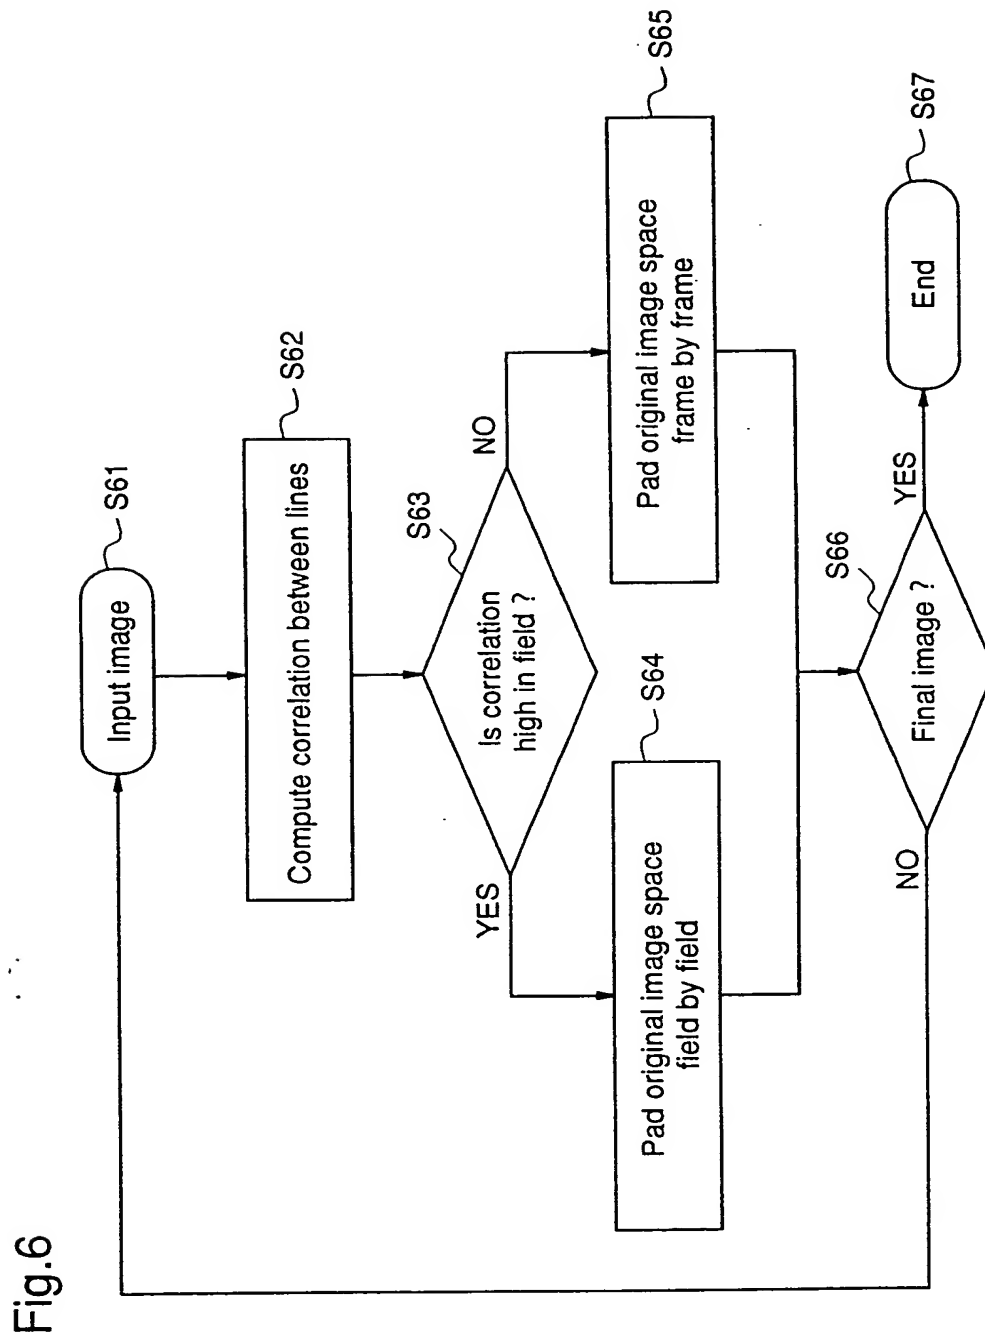 Fig.6
Input image
S61
Compute correlation between lines
S62
Is correlation
high in field ?
S63
YES
NO
Pad original image space
field by field
S64
Pad original image space
frame by frame
S65
Final image ?
S66
NO
YES
End
S67